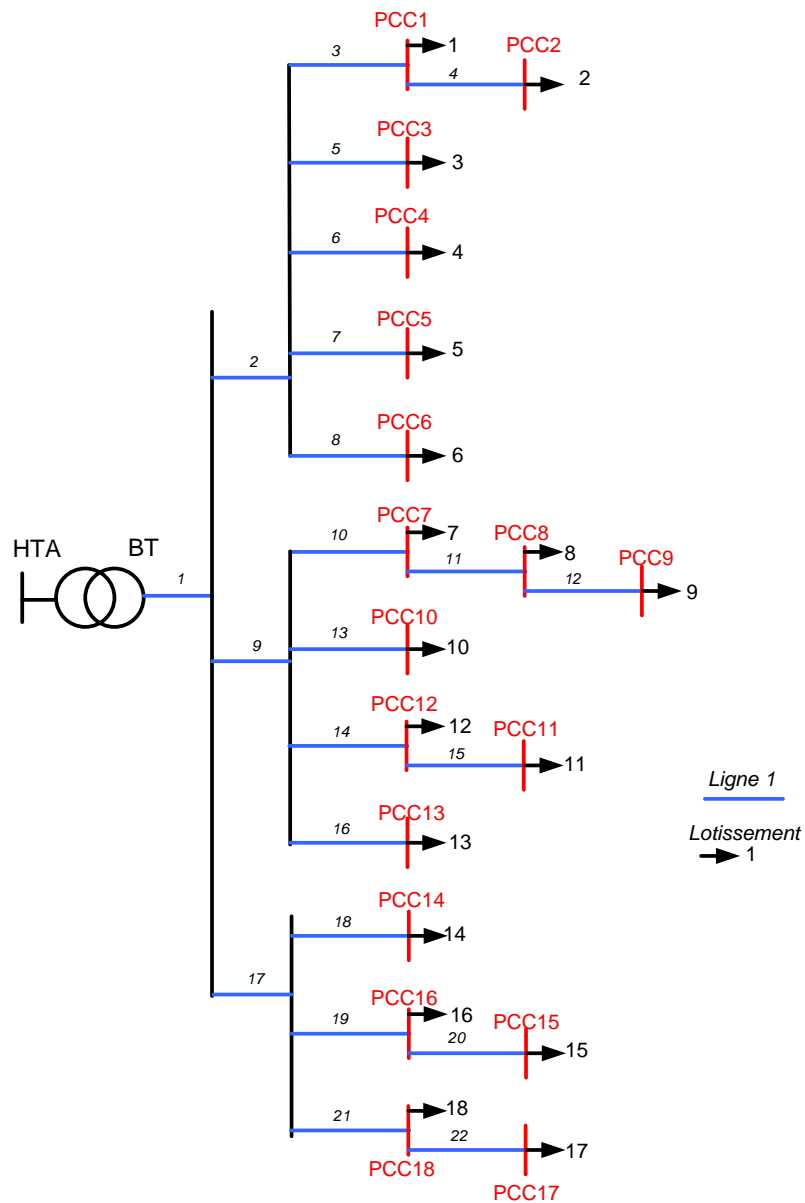 PCC1
3
1
PCC2
4
2
PCC3
5
3
PCC4
6
4
PCC5
7
5
2
PCC6
8
6
PCC7
10
7
PCC8
11
8
PCC9
12
9
HTA
BT
1
PCC10
13
10
9
PCC12
12
PCC11
14
15
11
PCC13
16
13
PCC14
18
14
17
PCC16
16
PCC15
19
20
15
18
21
22
17
PCC18
PCC17
Ligne 1
Lotissement
1